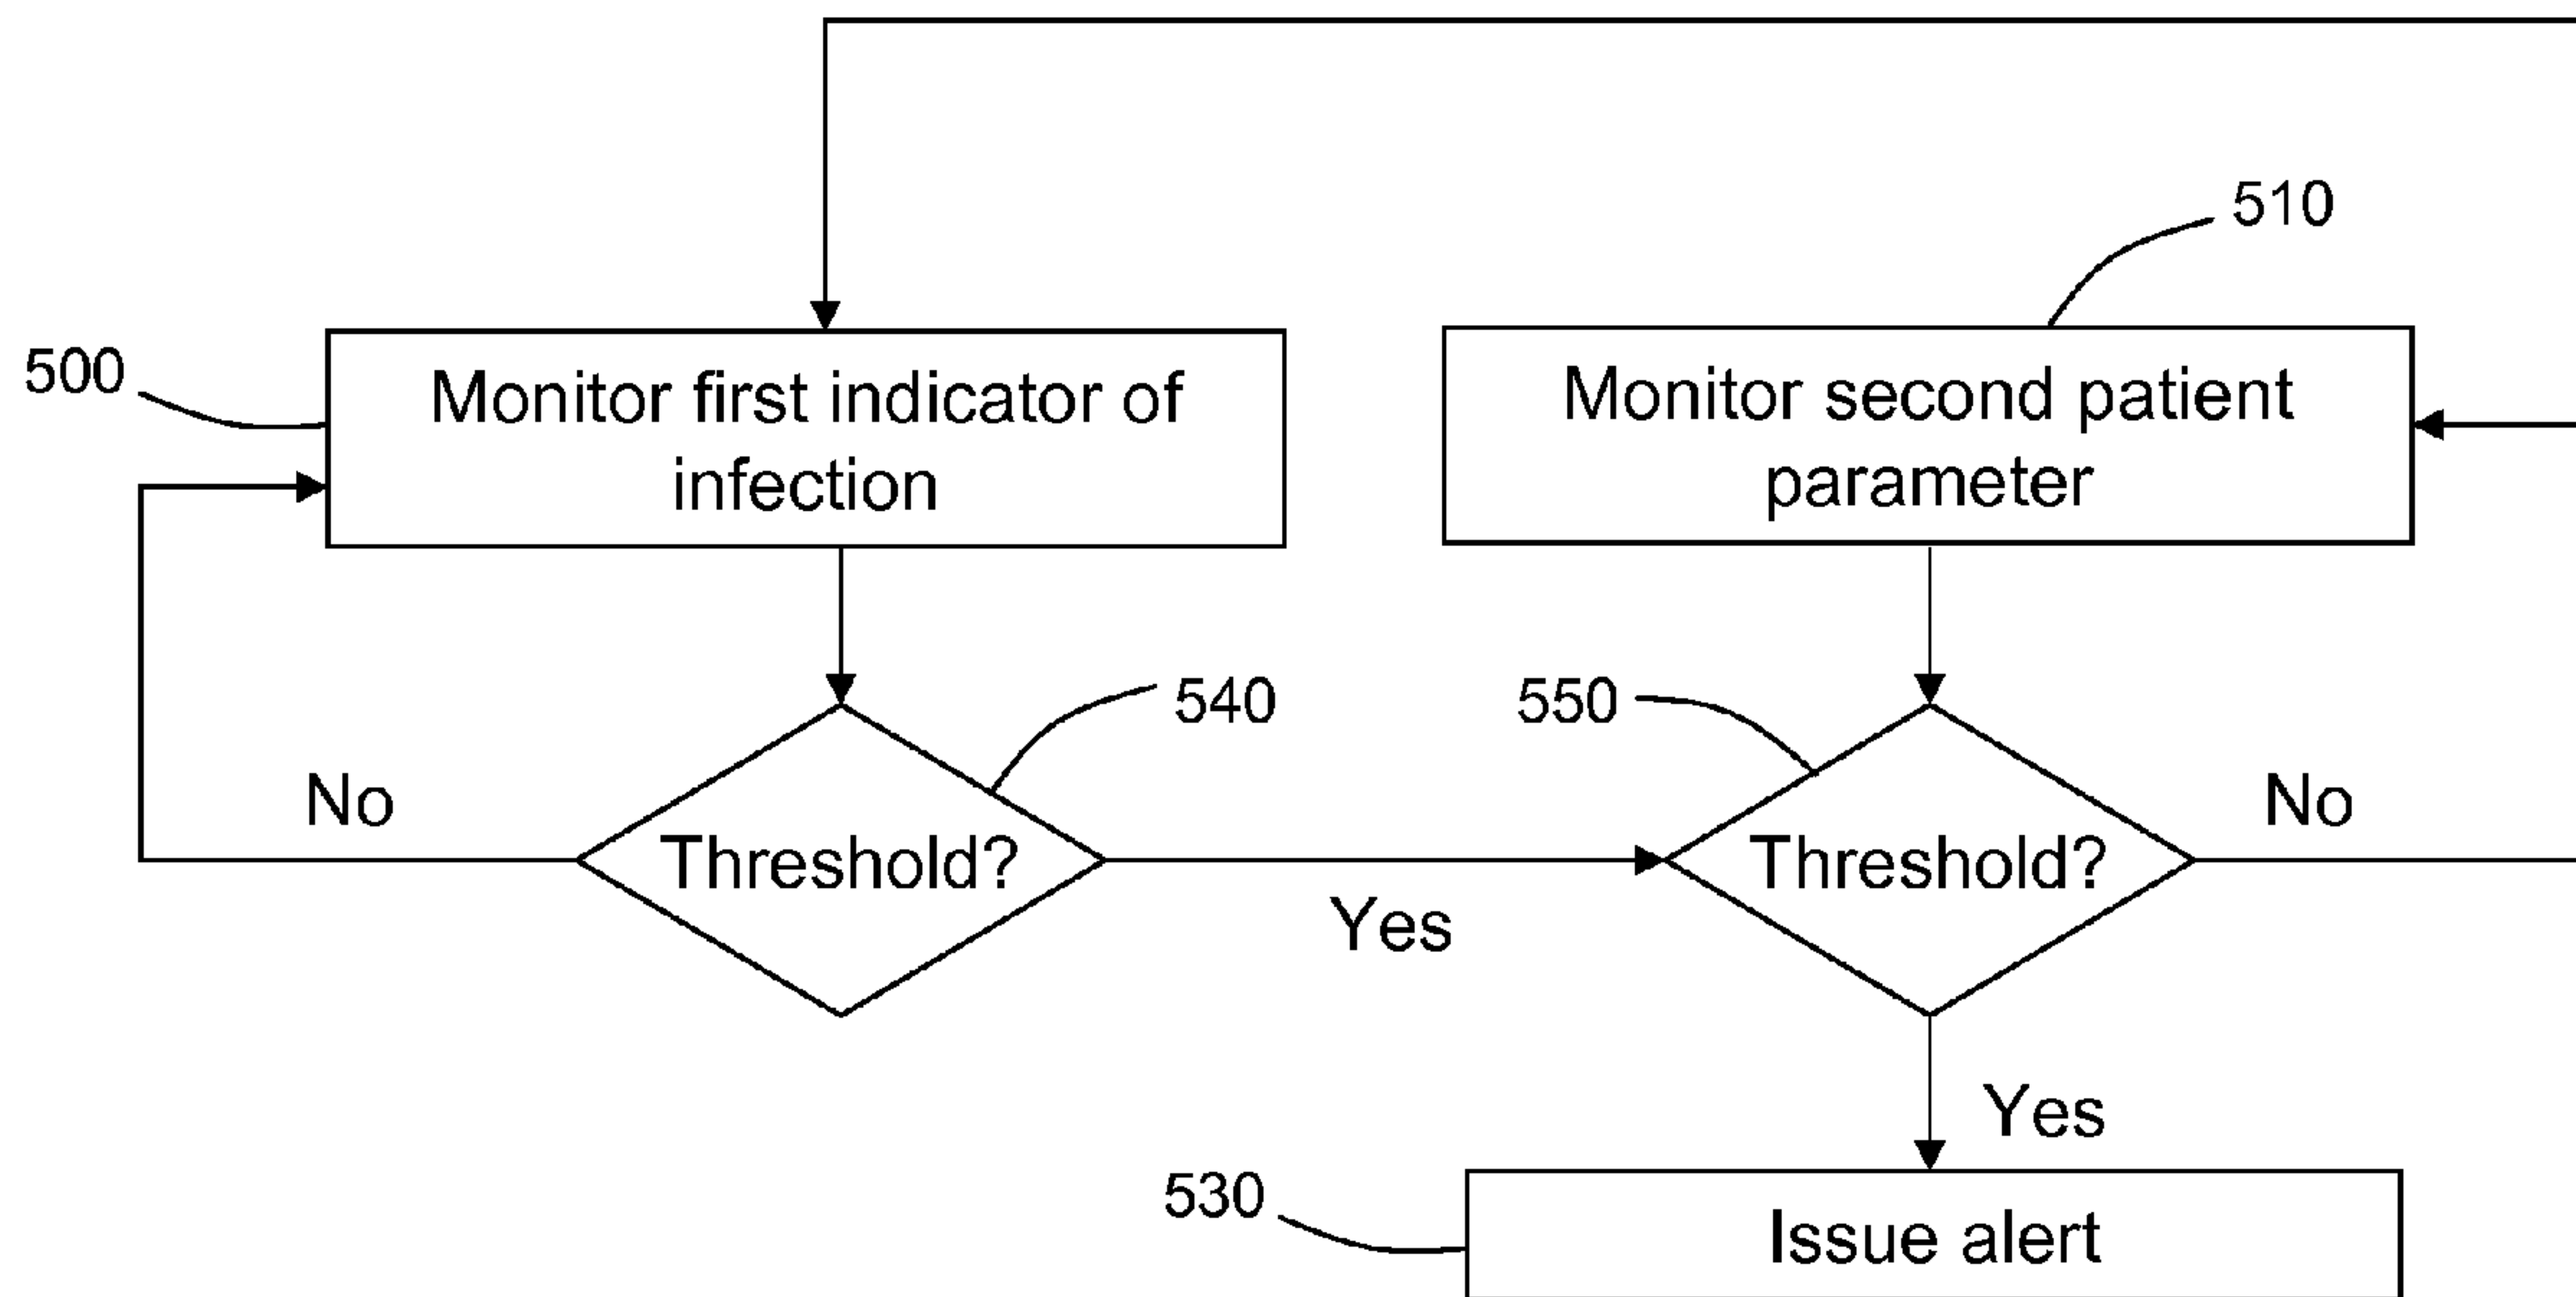 510
500
Monitor first indicator of
infection
Monitor second patient
parameter
540
550
No
Threshold?
Yes
Threshold?
No
Yes
530
Issue alert